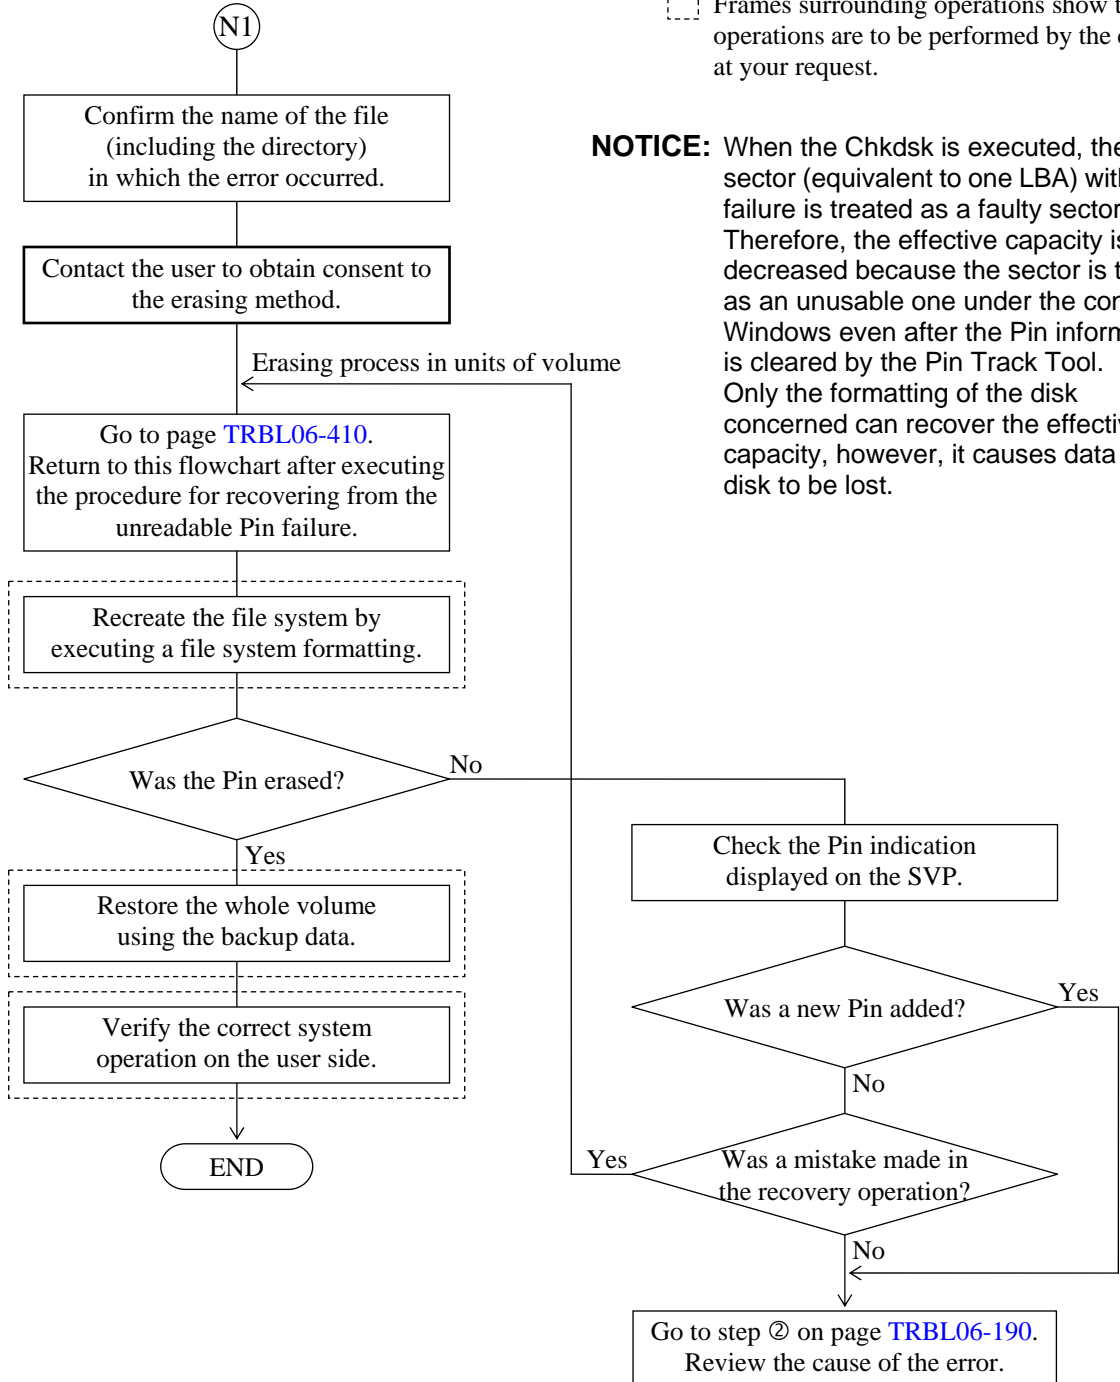 N1
Confirm the name of the file
(including the directory)
in which the error occurred.
Contact the user to obtain consent to
the erasing method.
Erasing process in units of volume
Go to page TRBL06-410.
Return to this flowchart after executing
the procedure for recovering from the
unreadable Pin failure.
Recreate the file system by
executing a file system formatting.
Was the Pin erased?
No
Yes
Restore the whole volume
using the backup data.
Verify the correct system
operation on the user side.
END
Frames surrounding operations show
operations are to be performed by the
at your request.
NOTICE: When the Chkdsk is executed, the
sector (equivalent to one LBA)
failure is treated as a faulty sector
Therefore, the effective capacity
decreased because the sector is
as an unusable one under the
Windows even after the Pin
is cleared by the Pin Track Tool.
Only the formatting of the disk
concerned can recover the
capacity, however, it causes data
disk to be lost.
Check the Pin indication
displayed on the SVP.
Was a new Pin added?
Yes
No
Was a mistake made in
the recovery operation?
Yes
No
Go to step ② on page TRBL06-190.
Review the cause of the error.